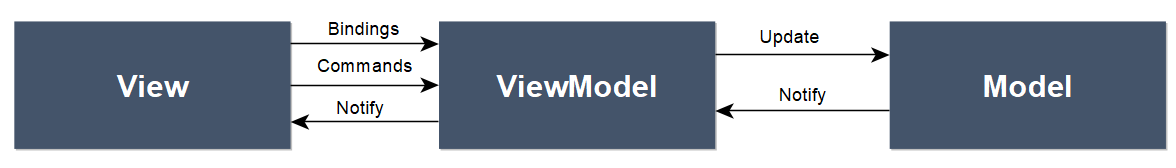 View
Bindings
Commands
Notify
ViewModel
Update
Notify
Model